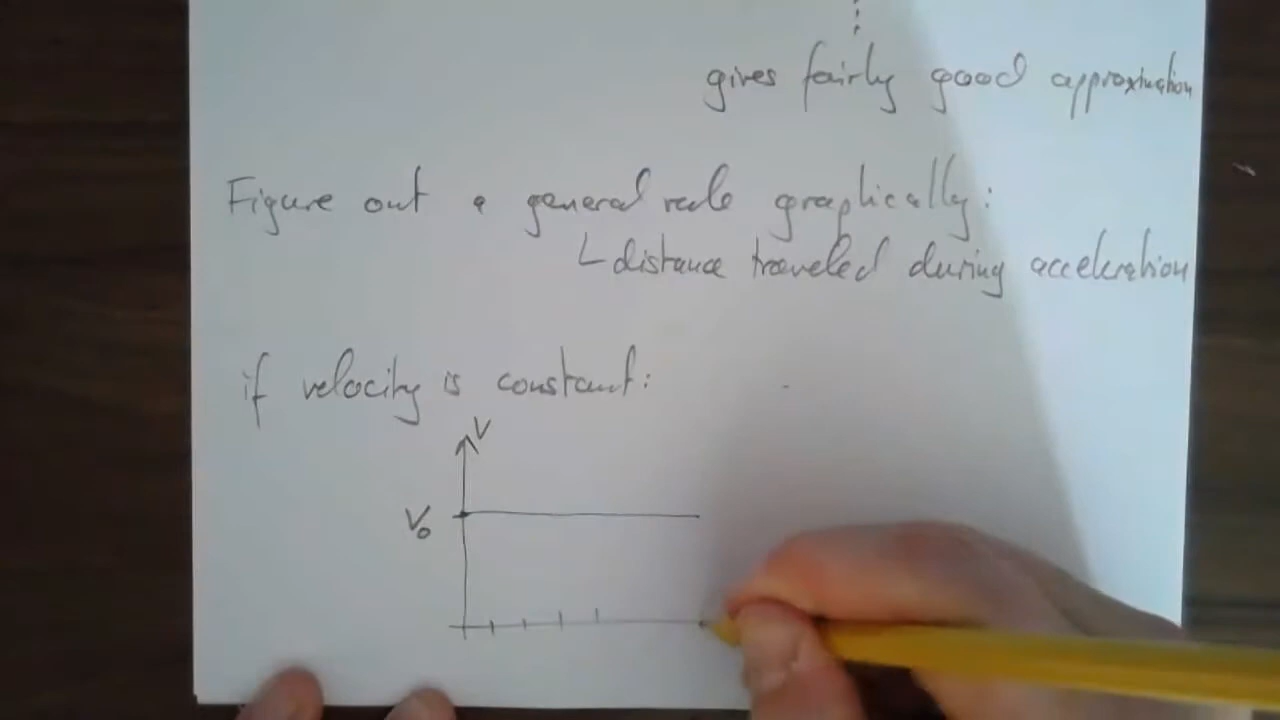 gives fairly good approximation
Figure out a general rule graphically:
distance traveled during acceleration
if velocity is constant:
V
V₀